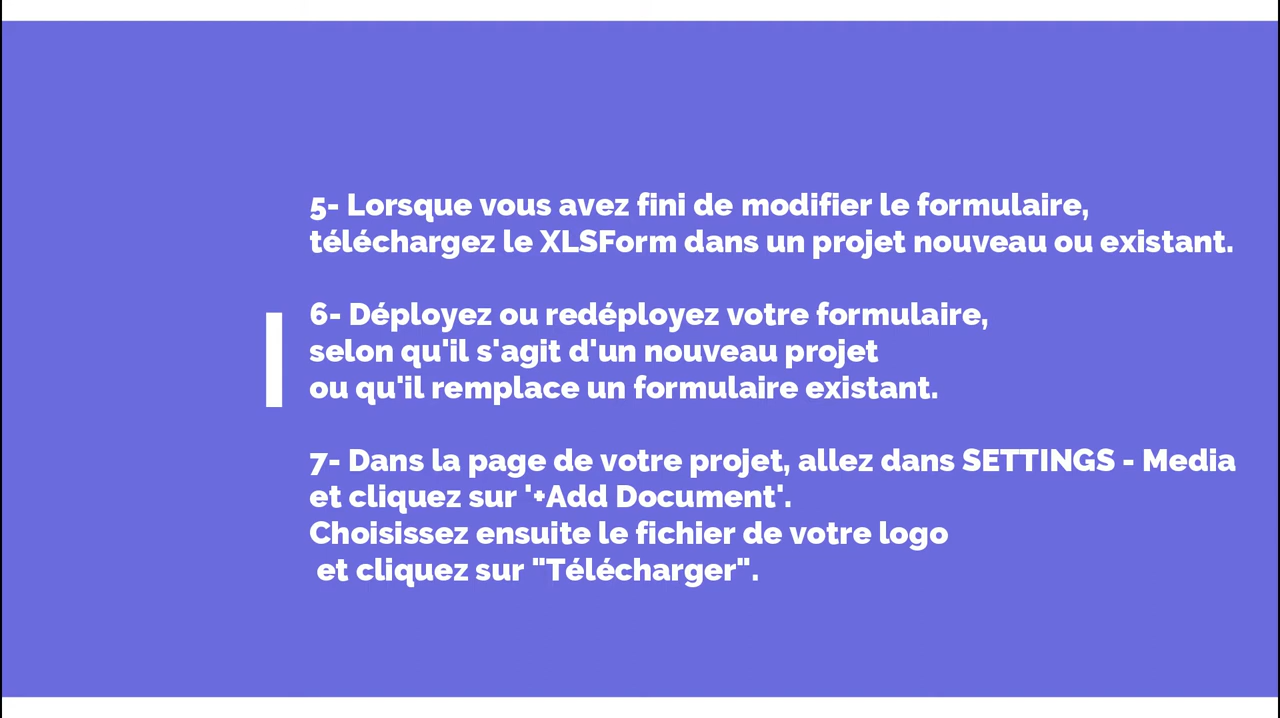 5- Lorsque vous avez fini de modifier le formulaire,
téléchargez le XLSForm dans un projet nouveau ou existant.
6- Déployez ou redéployez votre formulaire,
selon qu'il s'agit d'un nouveau projet
ou qu'il remplace un formulaire existant.
7- Dans la page de votre projet, allez dans SETTINGS - Media
et cliquez sur '+Add Document'.
Choisissez ensuite le fichier de votre logo
et cliquez sur "Télécharger".